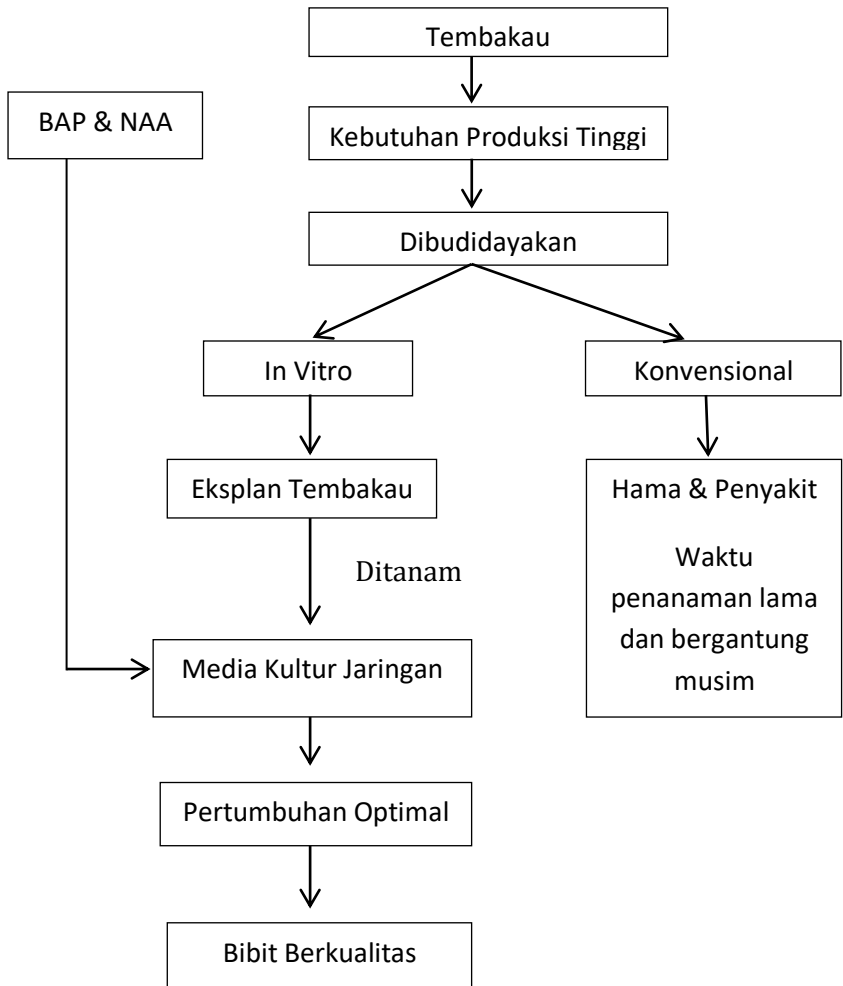 Tembakau
BAP & NAA
Kebutuhan Produksi Tinggi
Dibudidayakan
In Vitro
Konvensional
Eksplan Tembakau
Hama & Penyakit
Waktu
penanaman lama
dan bergantung
musim
Ditanam
Media Kultur Jaringan
Pertumbuhan Optimal
Bibit Berkualitas